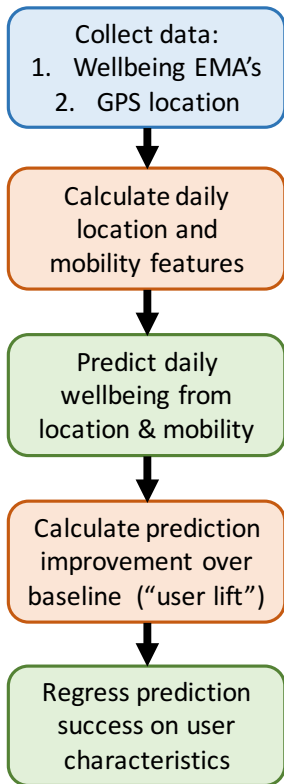 Collect data:
1. Wellbeing EMA's
2. GPS location
Calculate daily
location and
mobility features
Predict daily
wellbeing from
location & mobility
Calculate prediction
improvement over
baseline (“user lift”)
Regress prediction
success on user
characteristics